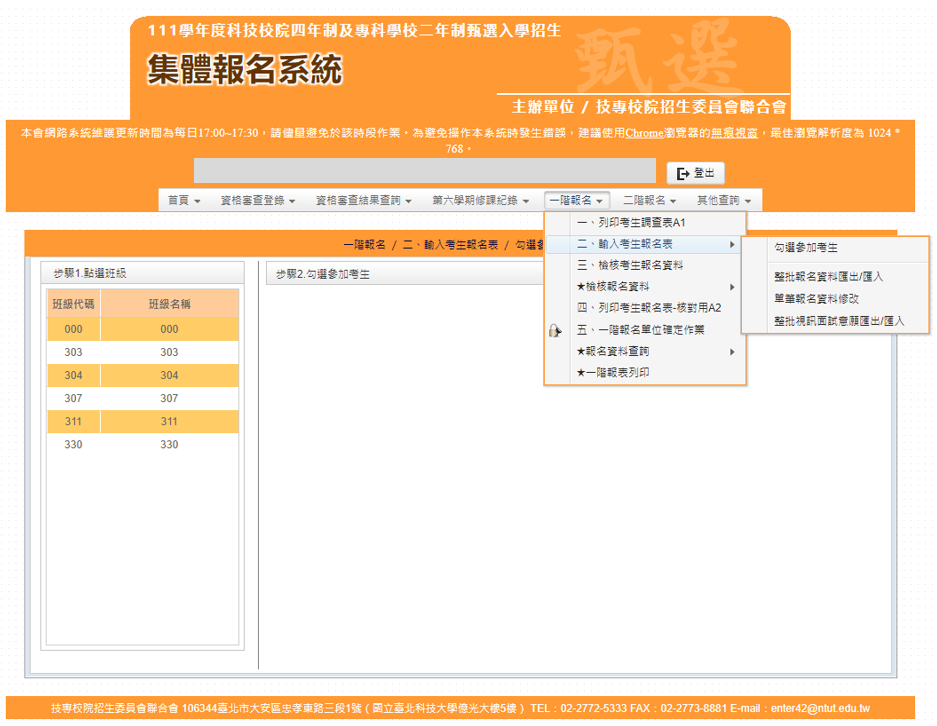 111學年度科技校院四年制及專科學校二年制甄選入學招生
甄選
集體報名系統
主辦單位 / 技專校院招生委員會聯合會
本會網路系統維護更新時間為每日17:00~17:30，請儘量避免於該時段作業。為避免操作本系統時發生錯誤，建議使用Chrome瀏覽器的無痕視窗，最佳瀏覽解析度為 1024 *
768。
登出
首頁 資格審查登錄 資格審查結果查詢 第六學期修課紀錄 一階報名 二階報名 其他查詢
一、列印考生調查表A1
二、輸入考生報名表
三、檢核考生報名資料
★檢核報名資料
四、列印考生報名表-核對用A2
五、一階報名單位確定作業
★報名資料查詢
★一階報表列印
勾選參加考生
整批報名資料匯出/匯入
單筆報名資料修改
整批視訊面試意願匯出/匯入
一階報名 / 二、輸入考生報名表 / 勾選
步驟1.點選班級
班級代碼 班級名稱
000 000
303 303
304 304
307 307
311 311
330 330
步驟2.勾選參加考生
技專校院招生委員會聯合會 106344臺北市大安區忠孝東路三段1號（國立臺北科技大學億光大樓5樓） TEL：02-2772-5333 FAX：02-2773-8881 E-mail：enter42@ntut.edu.tw